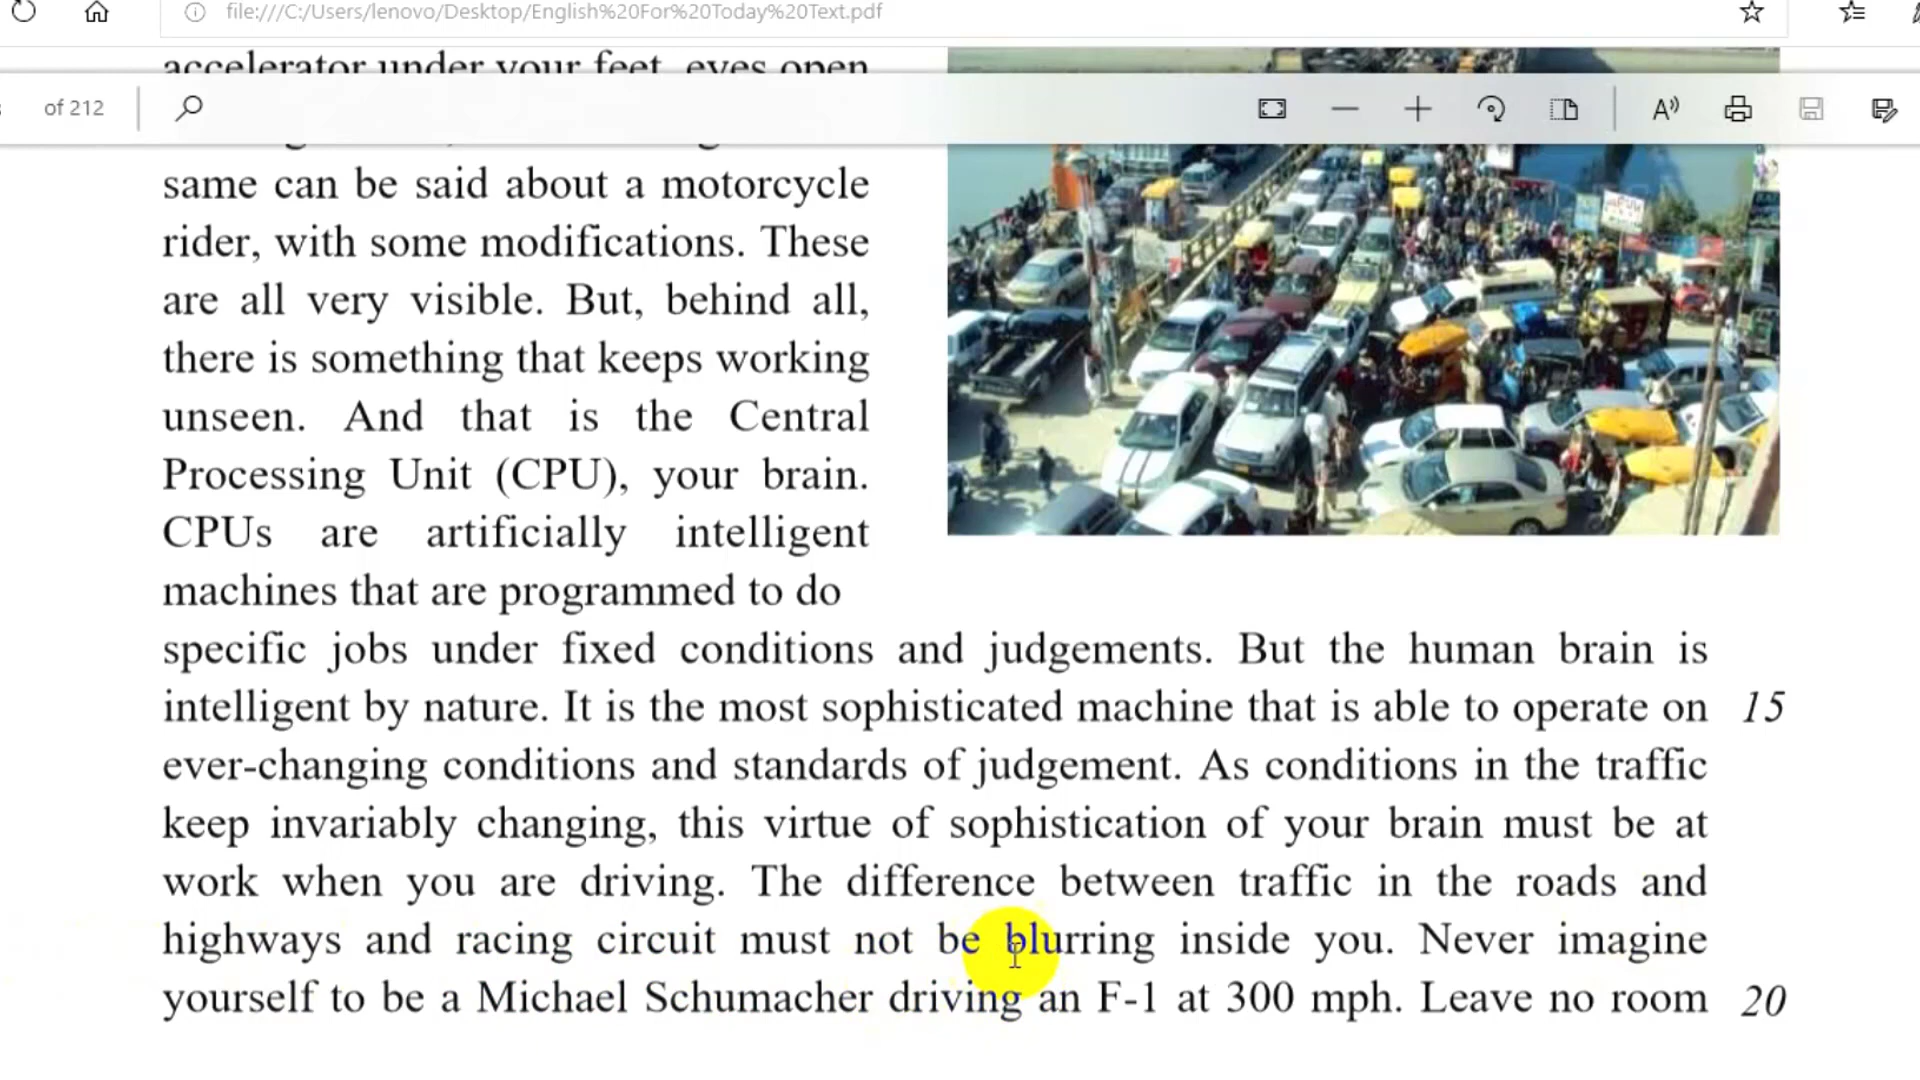 file:///C:/Users/lenovo/Desktop/English%20For%20Today%20Text.pdf
accelerator under your feet, eyes open
of 212
same can be said about a motorcycle
rider, with some modifications. These
are all very visible. But, behind all,
there is something that keeps working
unseen. And that is the Central
Processing Unit (CPU), your brain.
CPUs are artificially intelligent
machines that are programmed to do
specific jobs under fixed conditions and judgements. But the human brain is
intelligent by nature. It is the most sophisticated machine that is able to operate on 15
ever-changing conditions and standards of judgement. As conditions in the traffic
keep invariably changing, this virtue of sophistication of your brain must be at
work when you are driving. The difference between traffic in the roads and
highways and racing circuit must not be blurring inside you. Never imagine
yourself to be a Michael Schumacher driving an F-1 at 300 mph. Leave no room 20